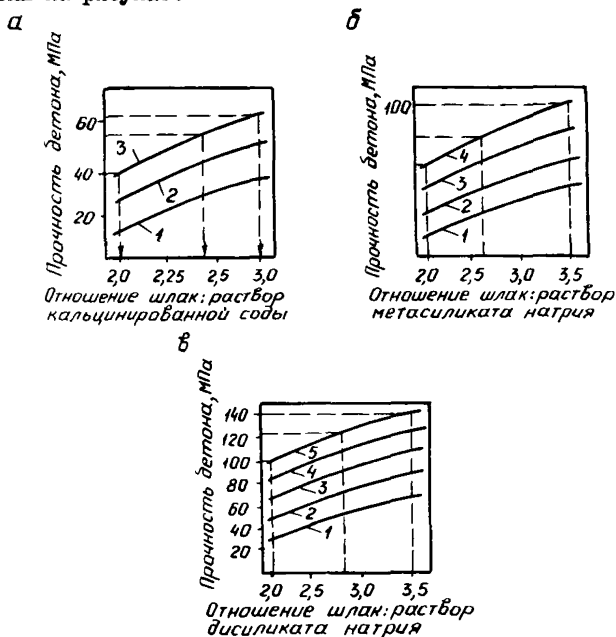 а
Прочность бетона, МПа
60
40
20
3
2
1
2,0 2,25 2,5 3,0
Отношение шлак:раствор
кальцинированной соды
б
Прочность бетона, МПа
100
4
3
2
1
2,0 2,5 3,0 3,5
Отношение шлак:раствор
метасиликата натрия
в
Прочность бетона, МПа
140
120
100
80
60
40
20
5
4
3
2
1
2,0 2,5 3,0 3,5
Отношение шлак:раствор
дисиликата натрия